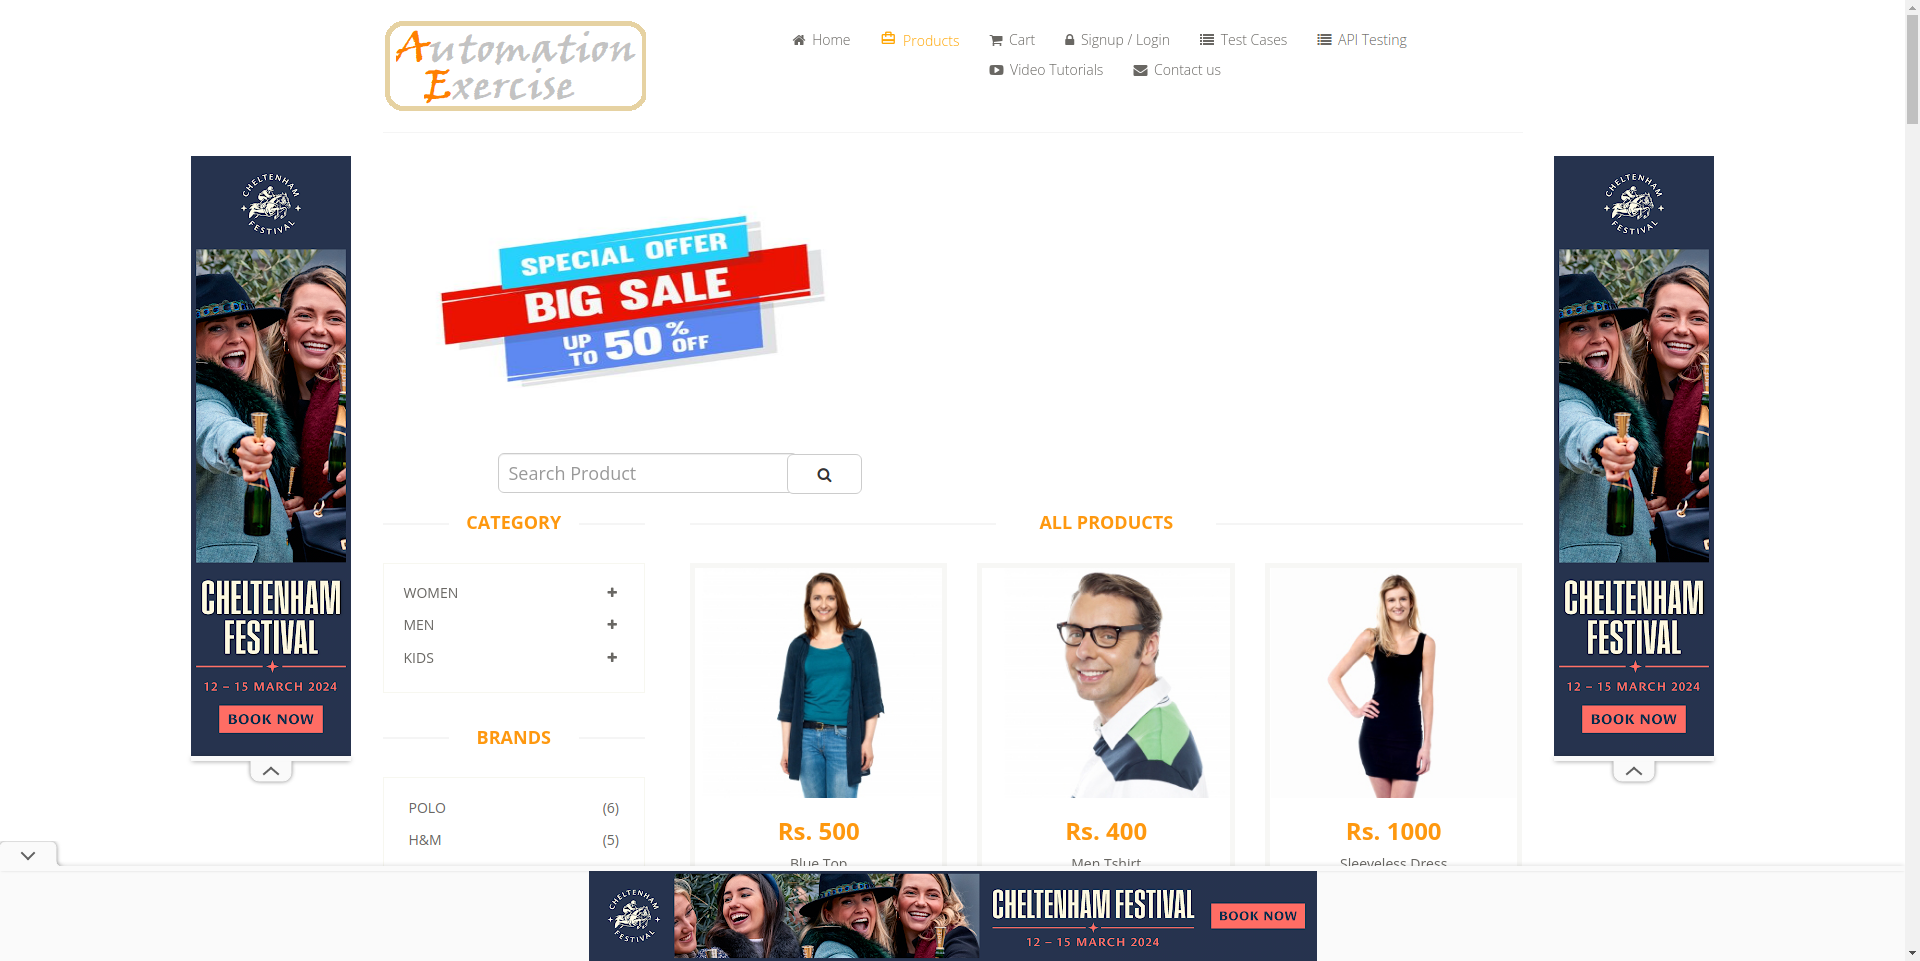 Automation
Exercise
Home
Products
Cart
Signup / Login
Test Cases
API Testing
Video Tutorials
Contact us
CHELTENHAM
FESTIVAL
CHELTENHAM
FESTIVAL
12 – 15 MARCH 2024
BOOK NOW
SPECIAL OFFER
BIG SALE
UP TO 50% OFF
Search Product
CATEGORY
WOMEN
MEN
KIDS
BRANDS
POLO (6)
H&M (5)
ALL PRODUCTS
Rs. 500
Blue Top
Rs. 400
Men Tshirt
Rs. 1000
Sleeveless Dress
CHELTENHAM
FESTIVAL
CHELTENHAM
FESTIVAL
12 – 15 MARCH 2024
BOOK NOW
CHELTENHAM
FESTIVAL
CHELTENHAM FESTIVAL
12 – 15 MARCH 2024
BOOK NOW